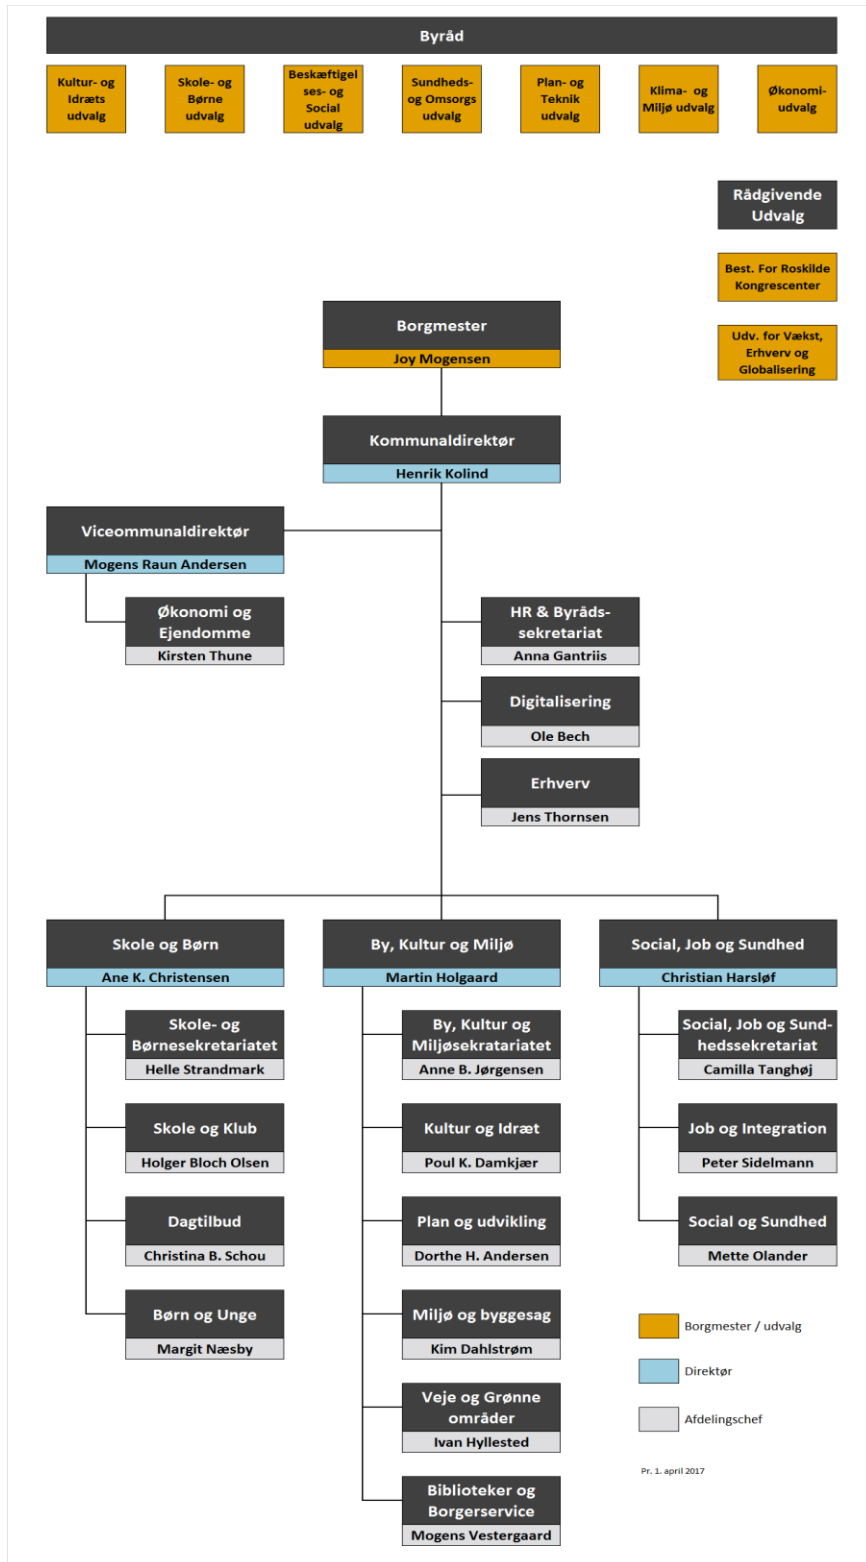 Byråd
Kultur- og
Idræts
udvalg
Skole- og
Børne
udvalg
Beskæftigel
ses- og
Social
udvalg
Sundheds-
og Omsorgs
udvalg
Plan- og
Teknik
udvalg
Klima- og
Miljø udvalg
Økonomi-
udvalg
Rådgivende
Udvalg
Best. For Roskilde
Kongrescenter
Udv. for Vækst,
Erhverv og
Globalisering
Borgmester
Joy Mogensen
Kommunaldirektør
Henrik Kolind
Viceommunaldirektør
Mogens Raun Andersen
Økonomi og
Ejendomme
Kirsten Thune
HR & Byråds-
sekretariat
Anna Gantriis
Digitalisering
Ole Bech
Erhverv
Jens Thornsen
Skole og Børn
Ane K. Christensen
Skole- og
Børnesekretariatet
Helle Strandmark
Skole og Klub
Holger Bloch Olsen
Dagtilbud
Christina B. Schou
Børn og Unge
Margit Næsby
By, Kultur og Miljø
Martin Holgaard
By, Kultur og
Miljøsekratariatet
Anne B. Jørgensen
Kultur og Idræt
Poul K. Damkjær
Plan og udvikling
Dorthe H. Andersen
Miljø og byggesag
Kim Dahlstrøm
Veje og Grønne
områder
Ivan Hyllested
Biblioteker og
Borgerservice
Mogens Vestergaard
Social, Job og Sundhed
Christian Harsløf
Social, Job og Sund-
hedssekretariat
Camilla Tanghøj
Job og Integration
Peter Sidelmann
Social og Sundhed
Mette Olander
Borgmester / udvalg
Direktør
Afdelingschef
Pr. 1. april 2017